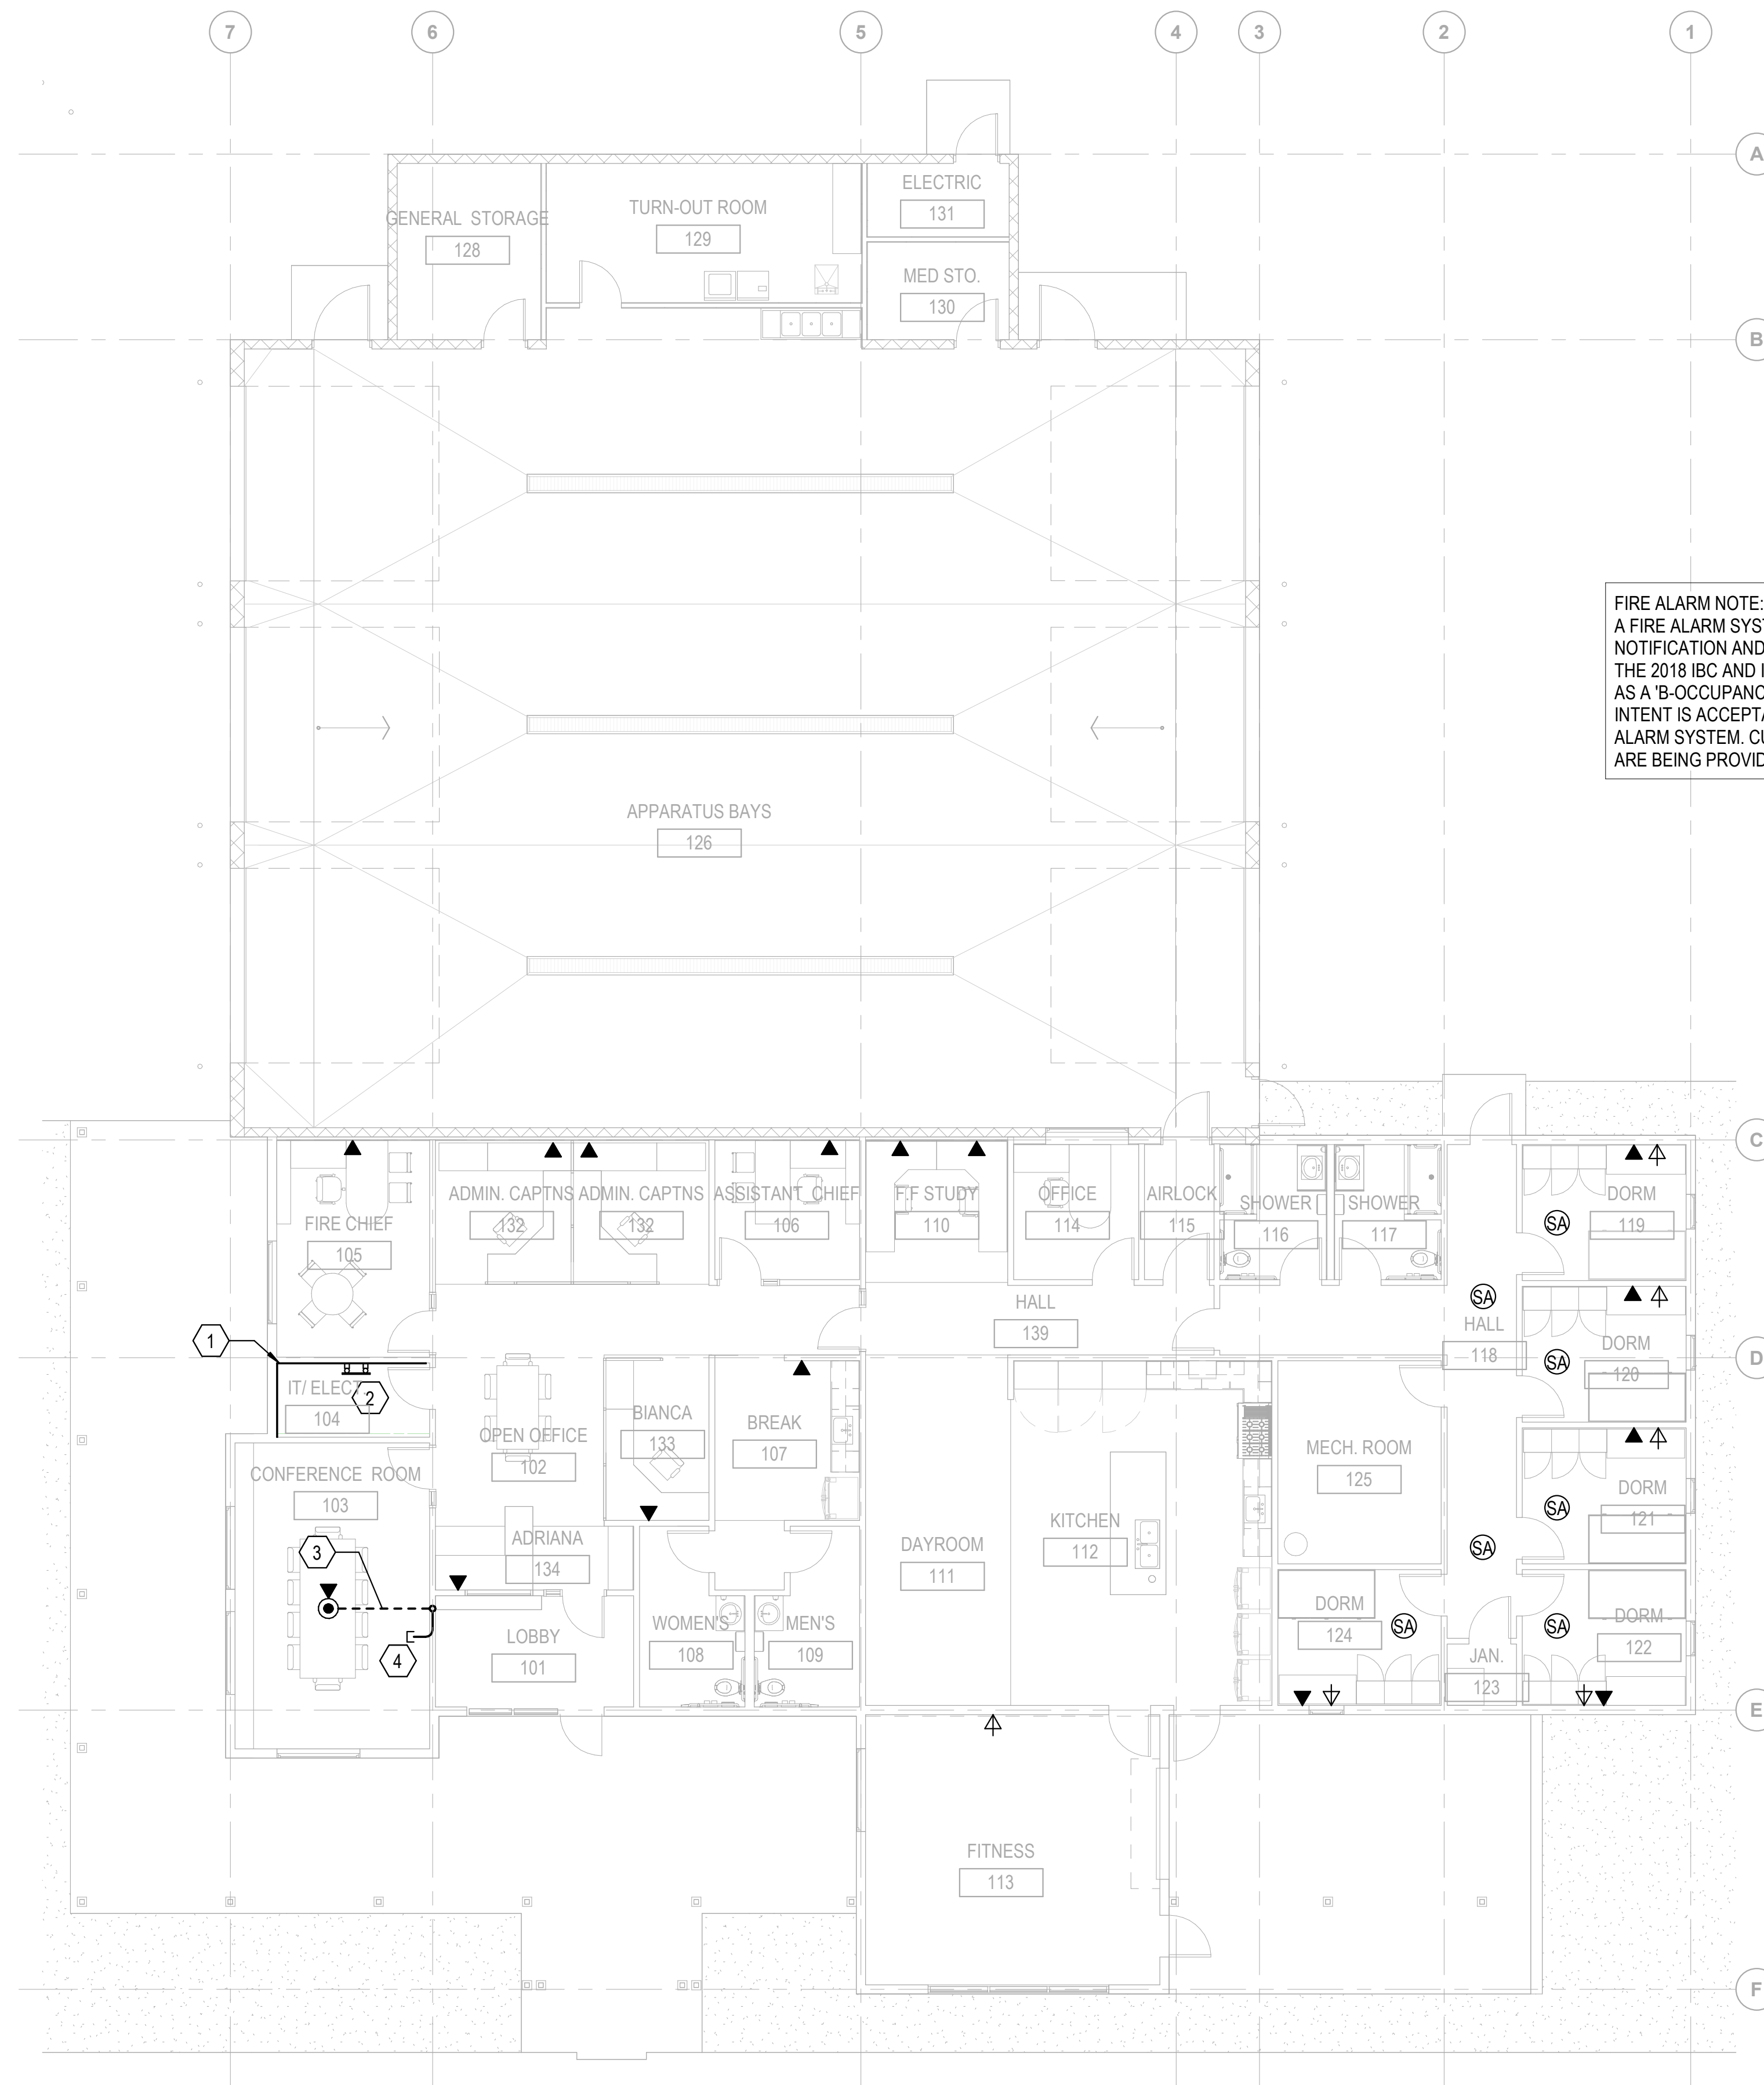 7 6 5 4 3 2 1
A
ELECTRIC
131
TURN-OUT ROOM
129
GENERAL STORAGE
128
MED STO.
130
B
FIRE ALARM NOTE:
A FIRE ALARM
NOTIFICATION AND
THE 2018 IBC AND
AS A
INTENT IS
ALARM SYSTEM.
ARE BEING
APPARATUS BAYS
126
C
ADMIN. CAPTNS
132
ADMIN. CAPTNS
132
ASSISTANT CHIEF
106
F.F STUDY
110
OFFICE
114
AIRLOCK
115
SHOWER
116
SHOWER
117
DORM
119
SA
FIRE CHIEF
105
HALL
139
SA
HALL
118
DORM
120
SA
D
1
2
IT/ ELECT.
104
OPEN OFFICE
102
BIANCA
133
BREAK
107
MECH. ROOM
125
CONFERENCE ROOM
103
DORM
121
SA
KITCHEN
112
DAYROOM
111
ADRIANA
134
SA
3
4
LOBBY
101
WOMEN'S
108
MEN'S
109
DORM
124
SA
SA
DORM
122
JAN.
123
E
FITNESS
113
F